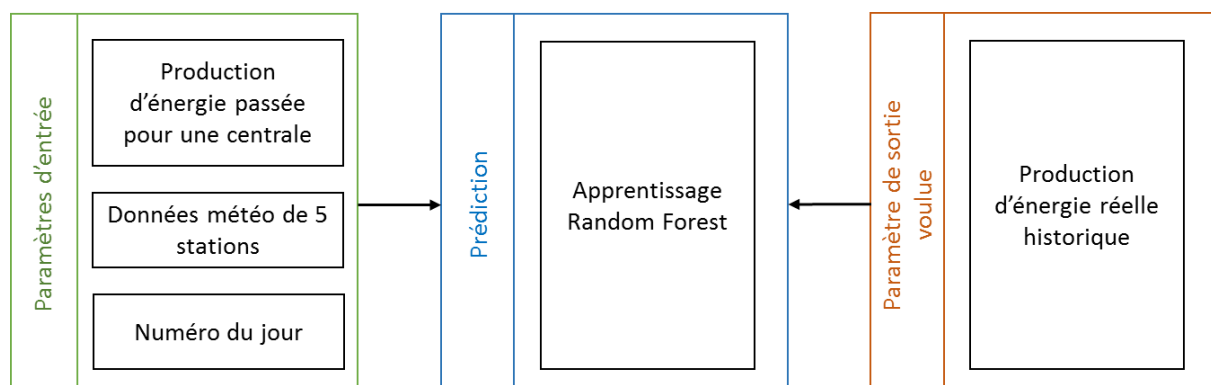 Paramètres d'entrée
Production
d'énergie passée
pour une centrale
Données météo de 5
stations
Numéro du jour
Prédiction
Apprentissage
Random Forest
Paramètre de sortie
voulue
Production
d'énergie réelle
historique